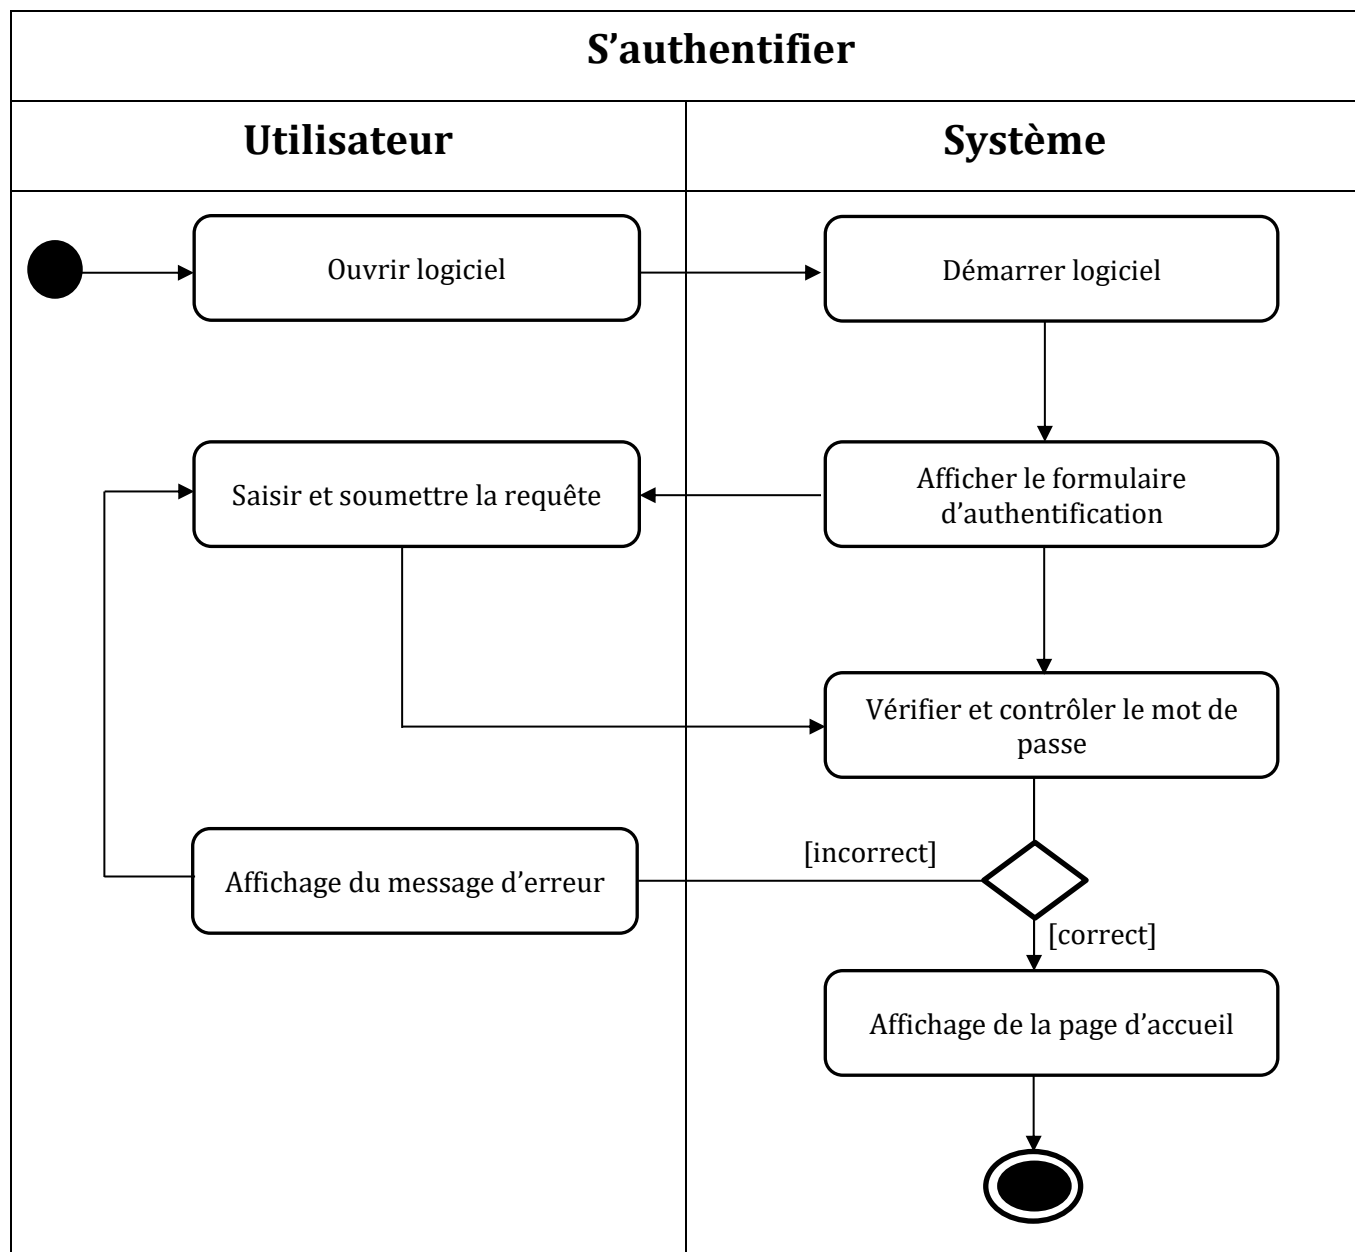 S’authentifier
Utilisateur
Système
Ouvrir logiciel
Démarrer logiciel
Saisir et soumettre la requête
Afficher le formulaire
d’authentification
Vérifier et contrôler le mot de
passe
[incorrect]
Affichage du message d’erreur
[correct]
Affichage de la page d’accueil